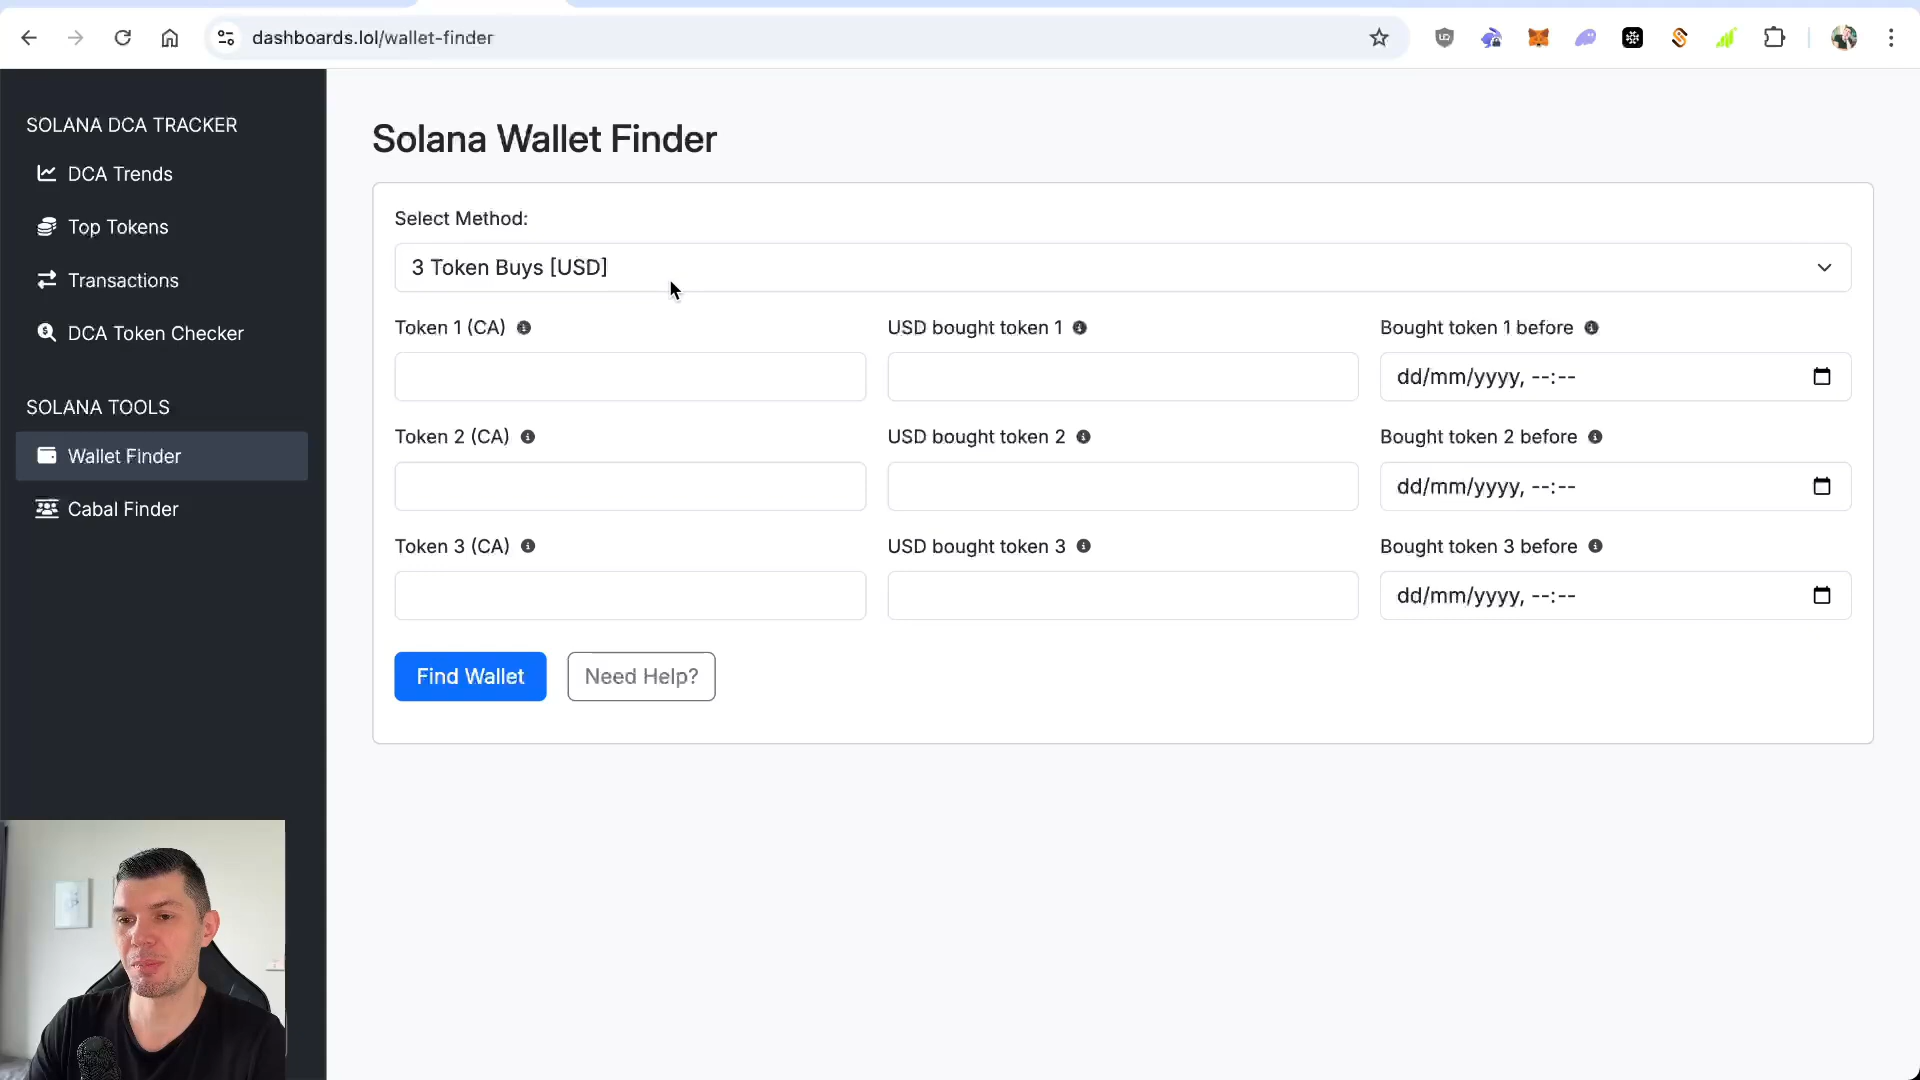 dashboards.lol/wallet-finder
SOLANA DCA TRACKER
DCA Trends
Top Tokens
Transactions
DCA Token Checker
SOLANA TOOLS
Wallet Finder
Cabal Finder
Solana Wallet Finder
Select Method:
3 Token Buys [USD]
Token 1 (CA) USD bought token 1 Bought token 1 before
dd/mm/yyyy, --:--
Token 2 (CA) USD bought token 2 Bought token 2 before
dd/mm/yyyy, --:--
Token 3 (CA) USD bought token 3 Bought token 3 before
dd/mm/yyyy, --:--
Find Wallet Need Help?